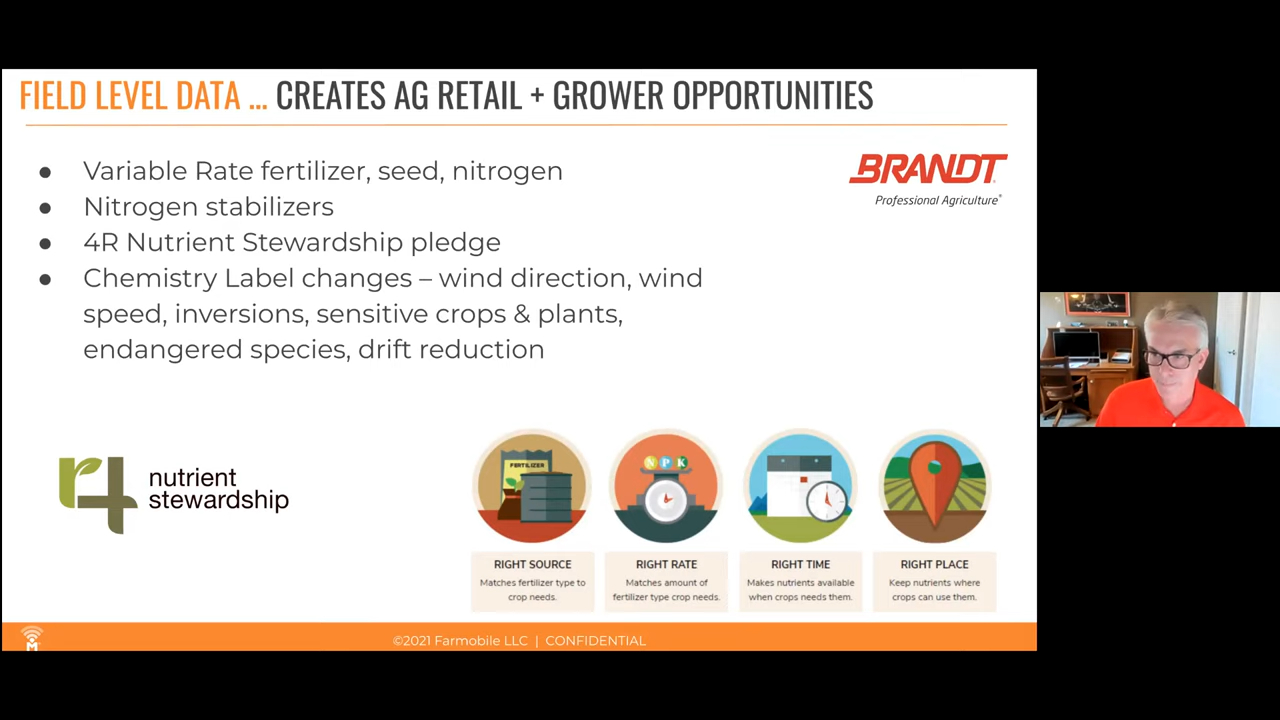 FIELD LEVEL DATA ... CREATES AG RETAIL + GROWER OPPORTUNITIES
● Variable Rate fertilizer, seed, nitrogen
● Nitrogen stabilizers
● 4R Nutrient Stewardship pledge
● Chemistry Label changes – wind direction, wind
speed, inversions, sensitive crops & plants,
endangered species, drift reduction
BRANDT
Professional Agriculture®
r4 nutrient
stewardship
FERTILIZER
N P K
RIGHT SOURCE
Matches fertilizer type to
crop needs.
RIGHT RATE
Matches amount of
fertilizer type crop needs.
RIGHT TIME
Makes nutrients available
when crops needs them.
RIGHT PLACE
Keep nutrients where
crops can use them.
M
©2021 Farmobile LLC | CONFIDENTIAL